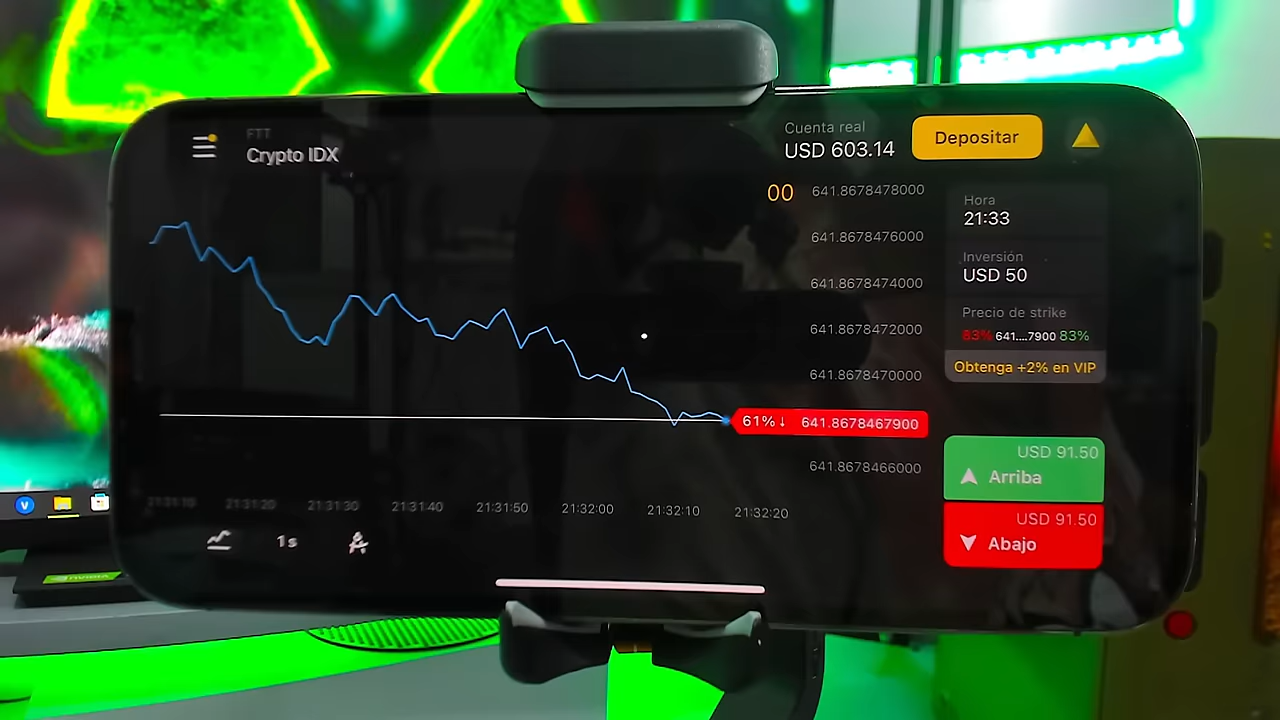 FTT
Crypto IDX
Cuenta real
USD 603.14
Depositar
00
641.8678478000
641.8678476000
641.8678474000
641.8678472000
641.8678470000
61%↓ 641.8678467900
641.8678466000
Hora
21:33
Inversión
USD 50
Precio de strike
83% 641....7900 83%
Obtenga +2% en VIP
USD 91.50
Arriba
USD 91.50
Abajo
21:31:10 21:31:20 21:31:30 21:31:40 21:31:50 21:32:00 21:32:10 21:32:20
1s
V
NVIDIA